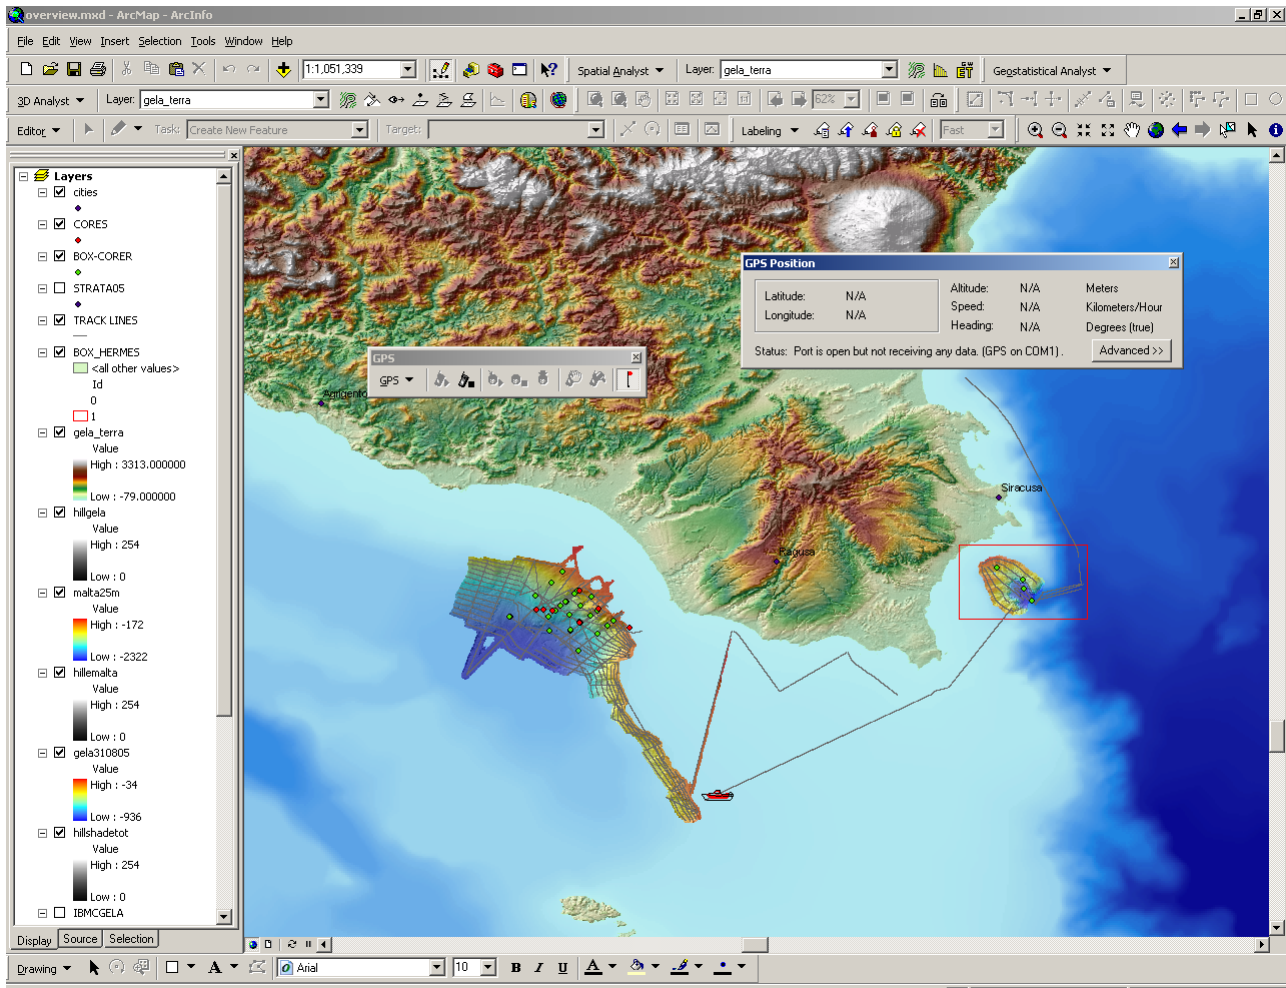 overview.mxd - ArcMap - ArcInfo
File Edit View Insert Selection Tools Window Help
1:1,051,339 Spatial Analyst Layer: gela_terra Geostatistical Analyst
3D Analyst Layer: gela_terra 62%
Editor Task: Create New Feature Target: Labeling Fast
Layers
cities
CORES
BOX-CORER
STRATA05
TRACK LINES
BOX_HERMES
<all other values>
Id
0
1
gela_terra
Value
High : 3313.000000
Low : -79.000000
hillgela
Value
High : 254
Low : 0
malta25m
Value
High : -172
Low : -2322
hillemalta
Value
High : 254
Low : 0
gela310805
Value
High : -34
Low : -936
hillshadetot
Value
High : 254
Low : 0
IBMCGELA
Display Source Selection
GPS Position
Latitude: N/A
Longitude: N/A
Altitude: N/A Meters
Speed: N/A Kilometers/Hour
Heading: N/A Degrees (true)
Status: Port is open but not receiving any data. (GPS on COM1) .
Advanced >>
GPS
GPS
Agrigento
Siracusa
Ragusa
Drawing A Arial 10 B I U A